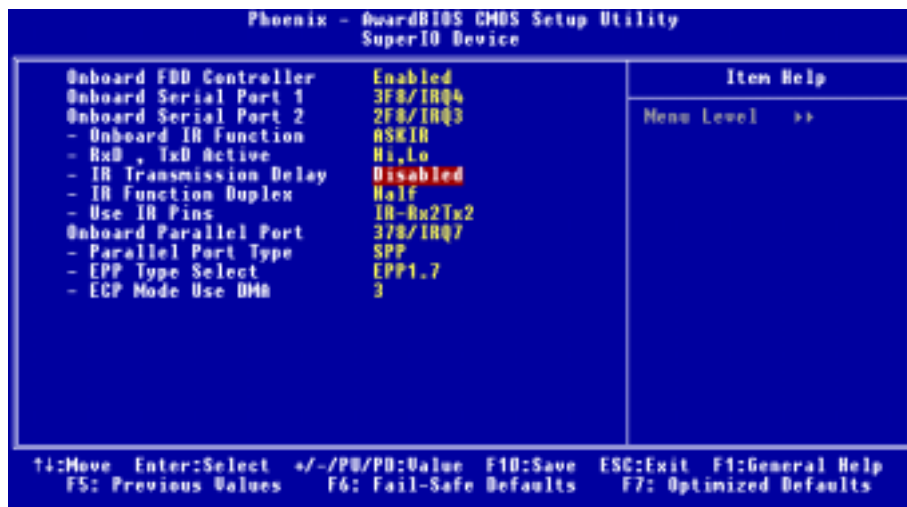 Phoenix - AwardBIOS CMOS Setup Utility
SuperIO Device
Onboard FDD Controller Enabled
Onboard Serial Port 1 3F8/IRQ4
Onboard Serial Port 2 2F8/IRQ3
- Onboard IR Function ASKIR
- RxD , TxD Active Hi,Lo
- IR Transmission Delay Disabled
- IR Function Duplex Half
- Use IR Pins IR-Rx2Tx2
Onboard Parallel Port 378/IRQ7
- Parallel Port Type SPP
- EPP Type Select EPP1.7
- ECP Mode Use DMA 3
Item Help
Menu Level ▸▸
↑↓:Move Enter:Select +/-/PU/PD:Value F10:Save ESC:Exit F1:General Help
F5: Previous Values F6: Fail-Safe Defaults F7: Optimized Defaults